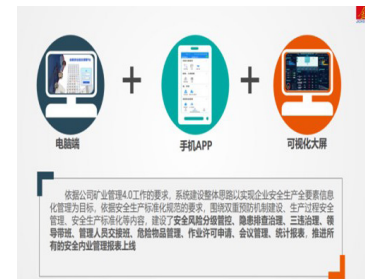 电脑端
手机APP
可视化大屏
依据公司矿业管理4.0工作的要求，系统建设整体思路以实现企业安全生产全要素信息
化管理为目标，依据安全生产标准化规范的要求，围绕双重预防机制建设、生产过程安全
管理、安全生产标准化等内容，建设了安全风险分级管控、隐患排查治理、三违治理、领
导带班、管理人员交接班、危险物品管理、作业许可申请、会议管理、统计报表，推进所
有的安全内业管理报表上线